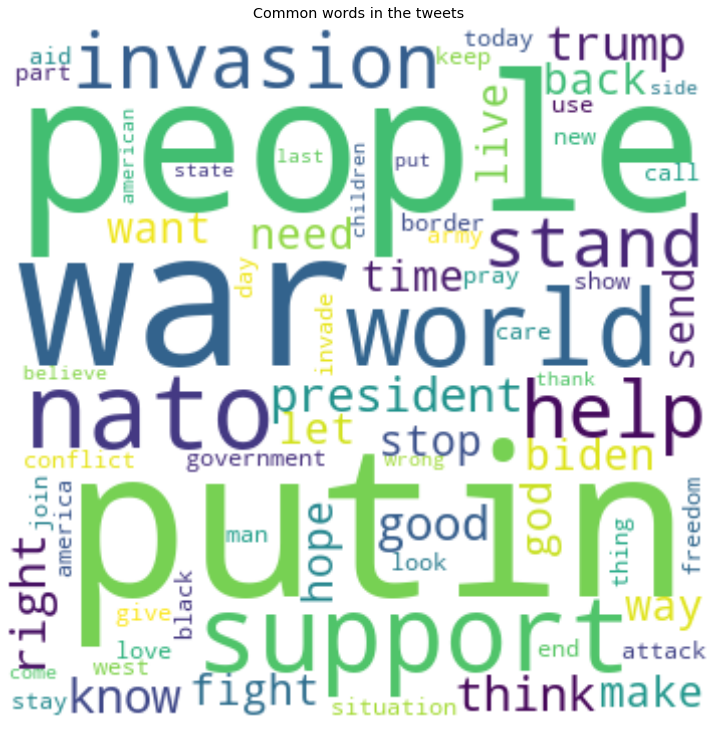 Common words in the tweets
aid
part
invasion
today
keep
trump
back
side
people
american
state
last
children
put
live
use
new
call
want
need
border
army
stand
war
day
invade
time
pray
show
send
world
care
believe
nato
president
thank
help
let
stop
biden
conflict
government
wrong
putin
join
america
man
hope
good
look
god
thing
freedom
right
give
black
support
way
love
west
end
attack
come
stay
know
fight
situation
think
make